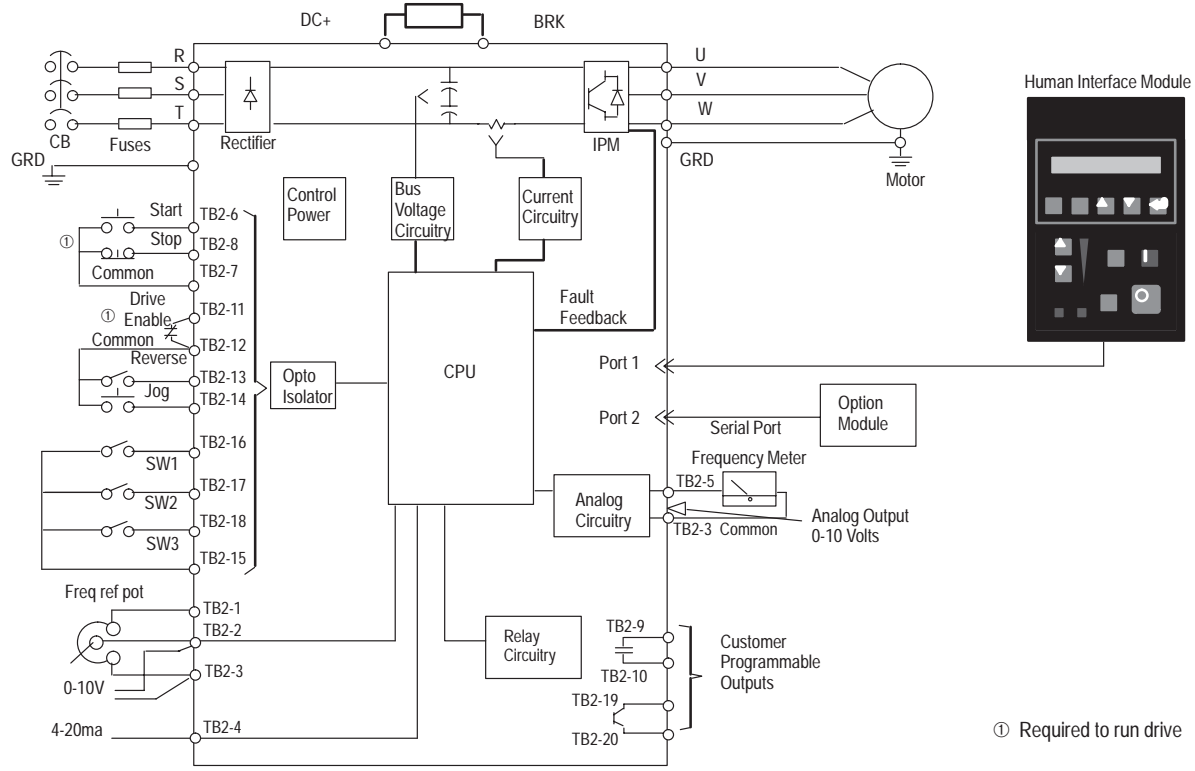 DC+
BRK
R
S
T
CB
Fuses
Rectifier
IPM
U
V
W
GRD
GRD
Motor
Human Interface Module
Control
Power
Bus
Voltage
Circuitry
Current
Circuitry
Start
TB2-6
①
Stop
TB2-8
Common
TB2-7
Drive
① Enable
TB2-11
Common
TB2-12
Reverse
TB2-13
Jog
TB2-14
Opto
Isolator
CPU
Fault
Feedback
Port 1
Port 2
Serial Port
Option
Module
TB2-16
SW1
TB2-17
SW2
TB2-18
SW3
TB2-15
Frequency Meter
TB2-5
Analog
Circuitry
TB2-3 Common
Analog Output
0-10 Volts
Freq ref pot
TB2-1
TB2-2
TB2-3
0-10V
4-20ma
TB2-4
Relay
Circuitry
TB2-9
TB2-10
TB2-19
TB2-20
Customer
Programmable
Outputs
① Required to run drive